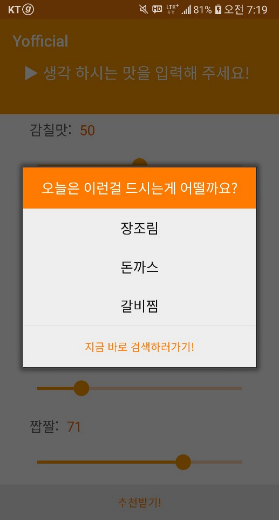 KT 81% 오전 7:19
Yofficial
▶ 생각 하시는 맛을 입력해 주세요!
감칠맛: 50
오늘은 이런걸 드시는게 어떨까요?
장조림
돈까스
갈비찜
지금 바로 검색하러가기!
짭짤: 71
추천받기!